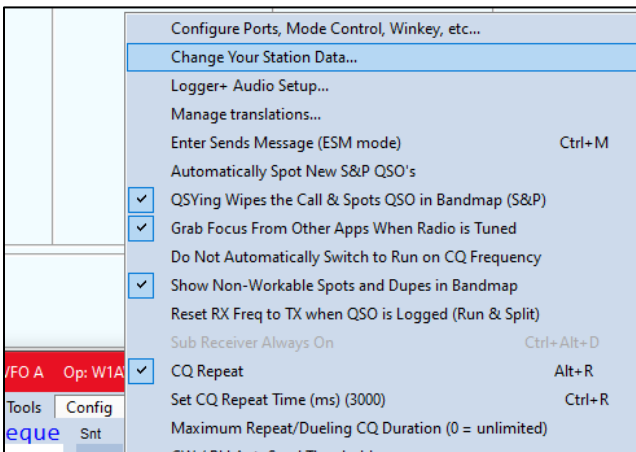 Configure Ports, Mode Control, Winkey, etc...
Change Your Station Data...
Logger+ Audio Setup...
Manage translations...
Enter Sends Message (ESM mode) Ctrl+M
Automatically Spot New S&P QSO's
QSYing Wipes the Call & Spots QSO in Bandmap (S&P)
Grab Focus From Other Apps When Radio is Tuned
Do Not Automatically Switch to Run on CQ Frequency
Show Non-Workable Spots and Dupes in Bandmap
Reset RX Freq to TX when QSO is Logged (Run & Split)
Sub Receiver Always On Ctrl+Alt+D
VFO A Op: W1A
CQ Repeat Alt+R
Tools Config
Set CQ Repeat Time (ms) (3000) Ctrl+R
eque Snt
Maximum Repeat/Dueling CQ Duration (0 = unlimited)